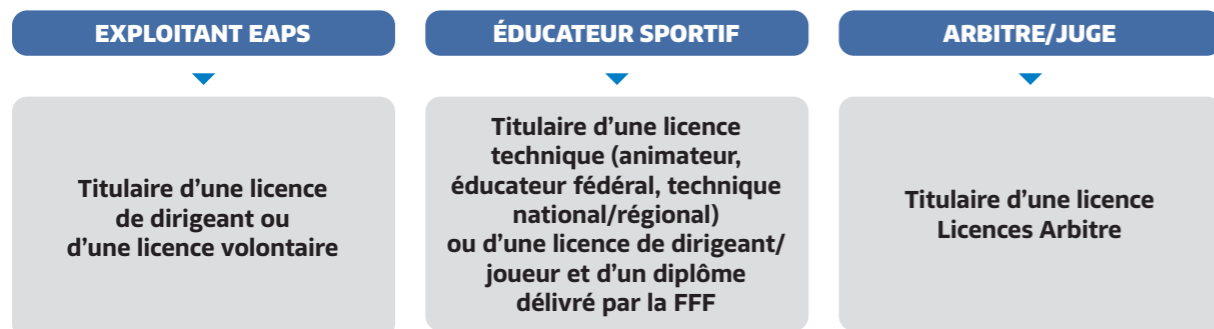 EXPLOITANT EAPS
Titulaire d’une licence
de dirigeant ou
d’une licence volontaire
ÉDUCATEUR SPORTIF
Titulaire d’une licence
technique (animateur,
éducateur fédéral, technique
national/régional)
ou d’une licence de dirigeant/
joueur et d’un diplôme
délivré par la FFF
ARBITRE/JUGE
Titulaire d’une licence
Licences Arbitre